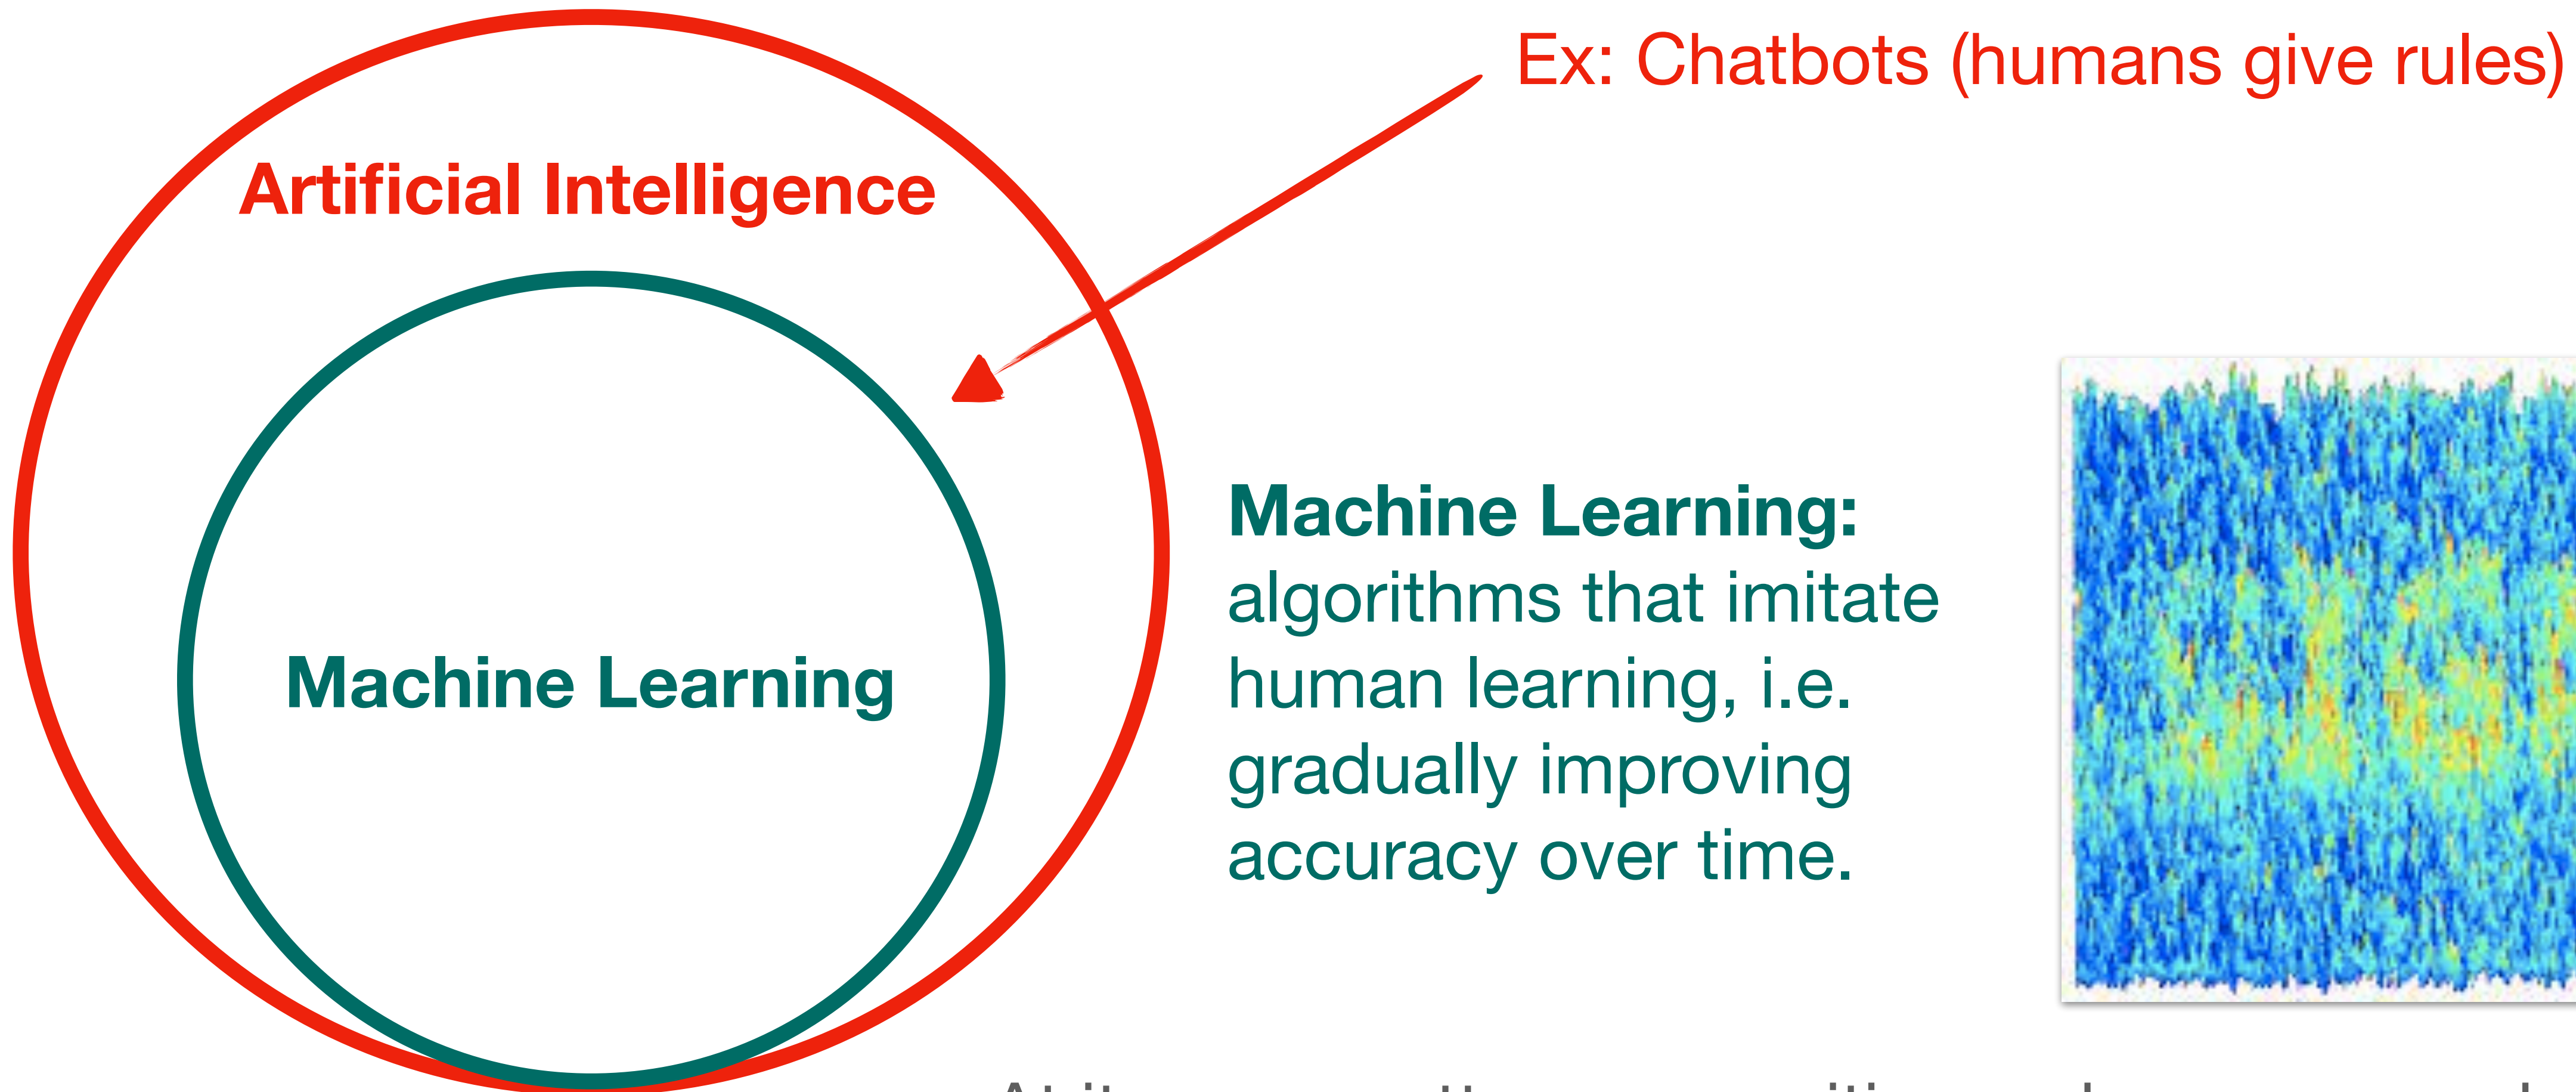 Ex: Chatbots (humans give rules)
Artificial Intelligence
Machine Learning:
algorithms that imitate
human learning, i.e.
gradually improving
accuracy over time.
Machine Learning